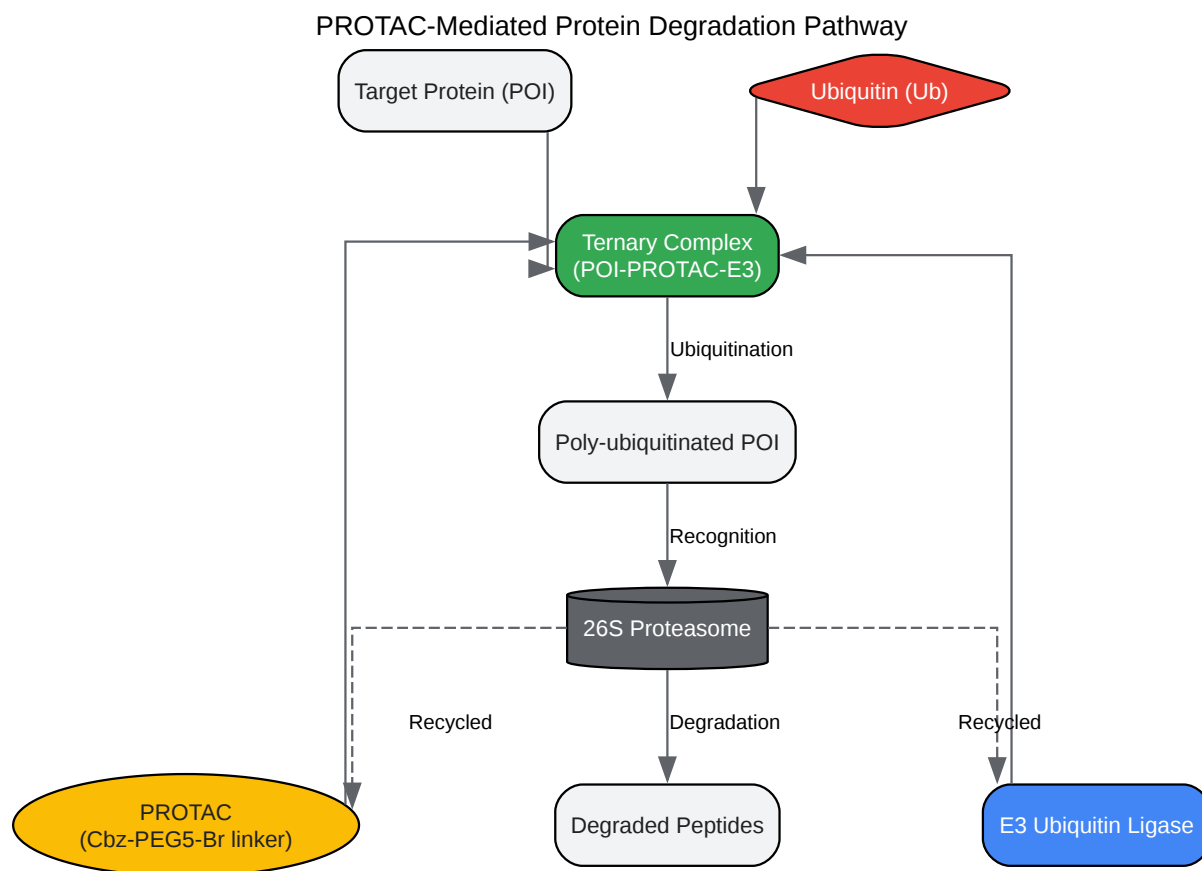 PROTAC-Mediated Protein Degradation Pathway
Target Protein (POI)
Ubiquitin (Ub)
Ternary Complex
(POI-PROTAC-E3)
Ubiquitination
Poly-ubiquitinated POI
Recognition
26S Proteasome
Recycled
Degradation
Recycled
PROTAC
(Cbz-PEG5-Br linker)
Degraded Peptides
E3 Ubiquitin Ligase